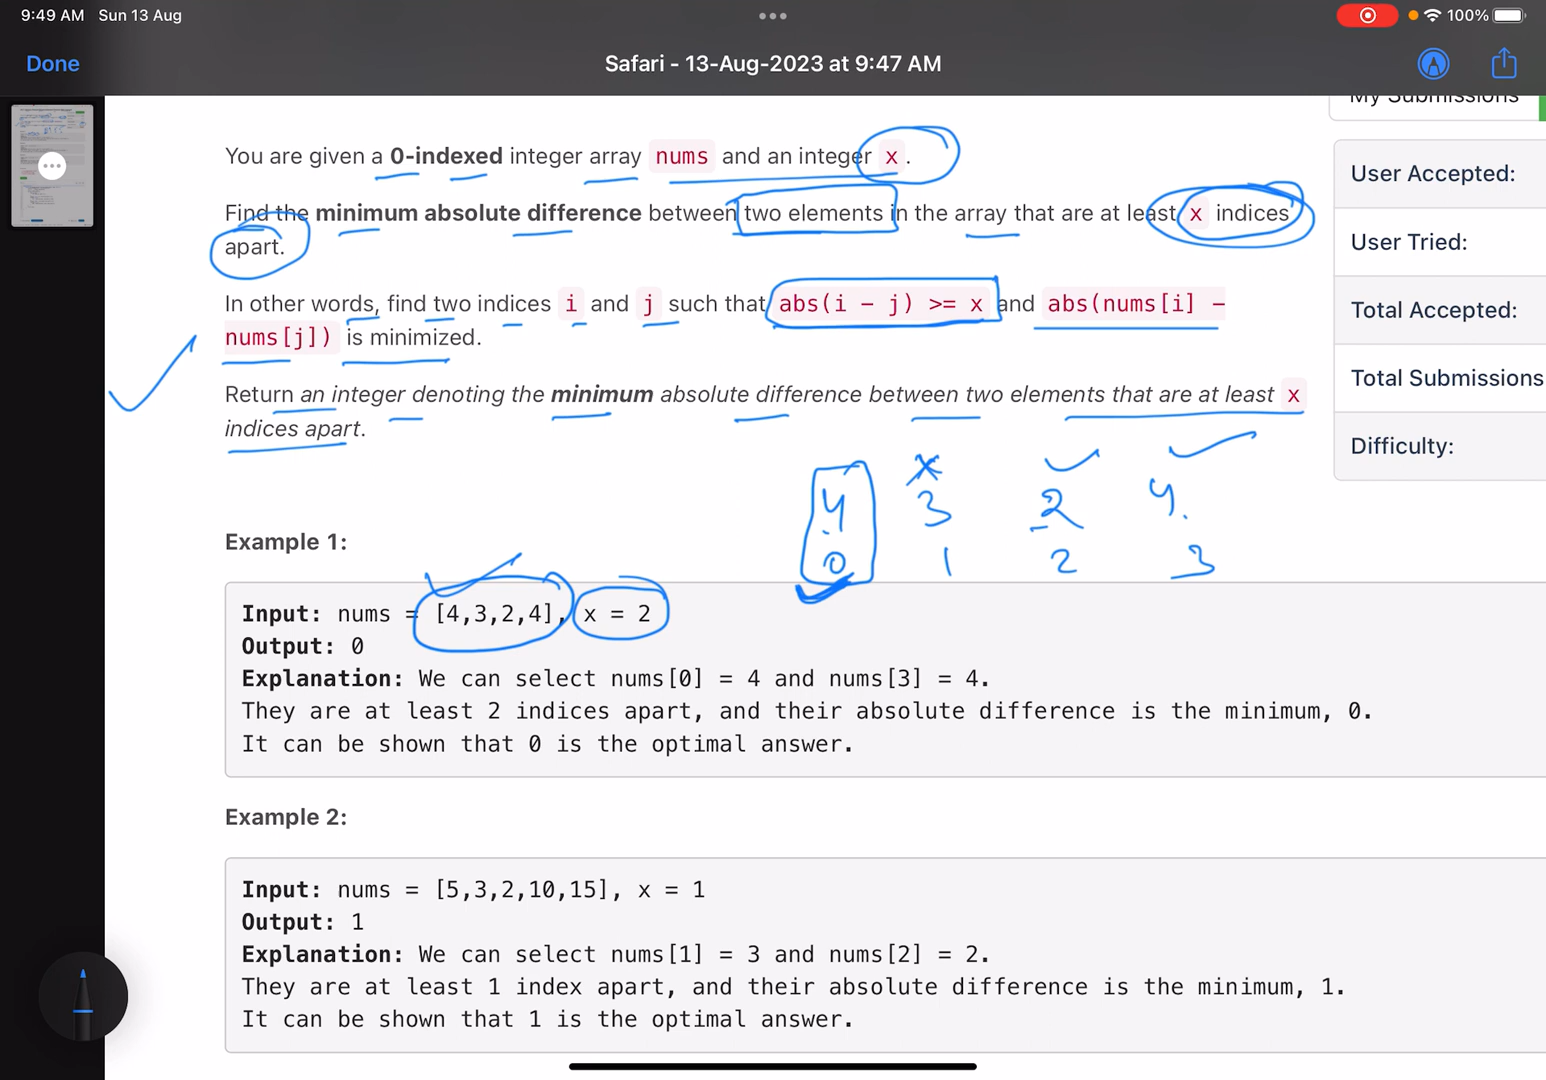 9:49 AM Sun 13 Aug
100%
Done
Safari - 13-Aug-2023 at 9:47 AM
My Submissions
You are given a 0-indexed integer array nums and an integer x.
Find the minimum absolute difference between two elements in the array that are at least x indices
apart.
In other words, find two indices i and j such that abs(i - j) >= x and abs(nums[i] -
nums[j]) is minimized.
Return an integer denoting the minimum absolute difference between two elements that are at least x
indices apart.
User Accepted:
User Tried:
Total Accepted:
Total Submissions
Difficulty:
4 3 2 4.
0 1 2 3
Example 1:
Input: nums = [4,3,2,4], x = 2
Output: 0
Explanation: We can select nums[0] = 4 and nums[3] = 4.
They are at least 2 indices apart, and their absolute difference is the minimum, 0.
It can be shown that 0 is the optimal answer.
Example 2:
Input: nums = [5,3,2,10,15], x = 1
Output: 1
Explanation: We can select nums[1] = 3 and nums[2] = 2.
They are at least 1 index apart, and their absolute difference is the minimum, 1.
It can be shown that 1 is the optimal answer.